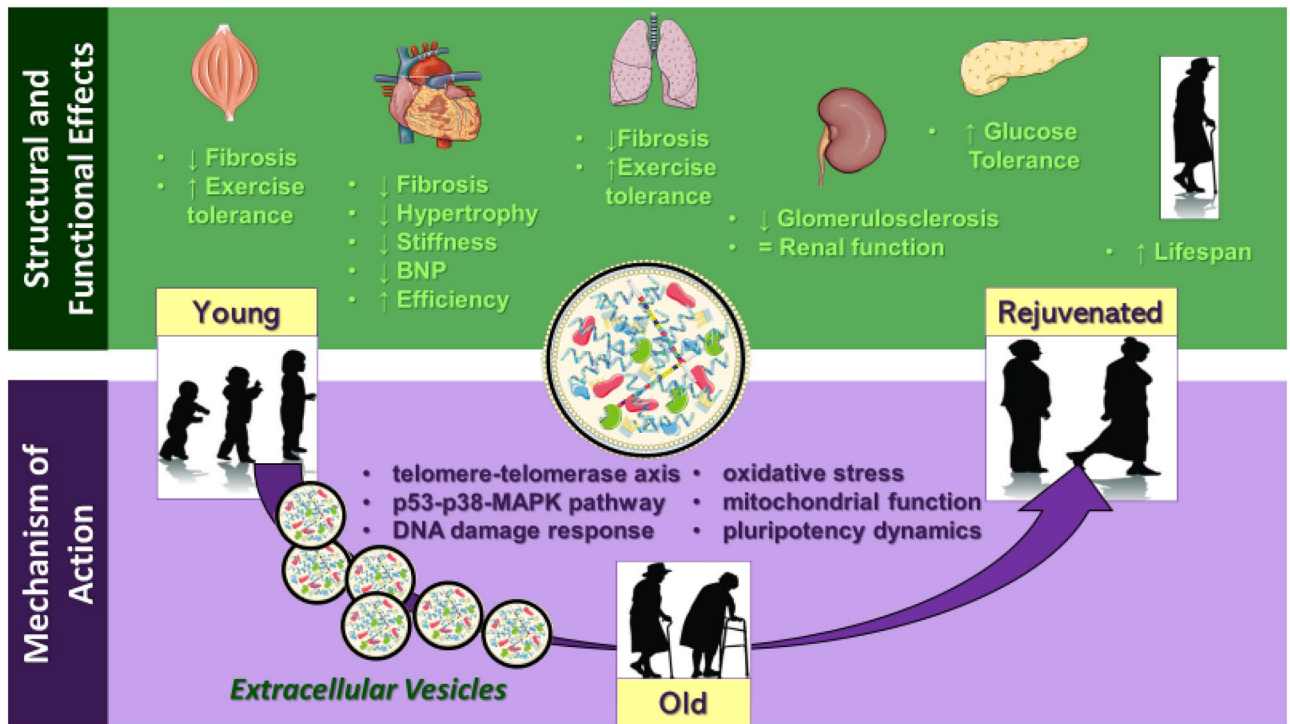 Structural and
Functional Effects
• ↓ Fibrosis
• ↑ Exercise
tolerance
• ↓ Fibrosis
• ↓ Hypertrophy
• ↓ Stiffness
• ↓ BNP
• ↑ Efficiency
• ↓Fibrosis
• ↑Exercise
tolerance
• ↓ Glomerulosclerosis
• = Renal function
• ↑ Glucose
Tolerance
• ↑ Lifespan
Young
Rejuvenated
Mechanism of
Action
• telomere-telomerase axis
• p53-p38-MAPK pathway
• DNA damage response
• oxidative stress
• mitochondrial function
• pluripotency dynamics
Extracellular Vesicles
Old